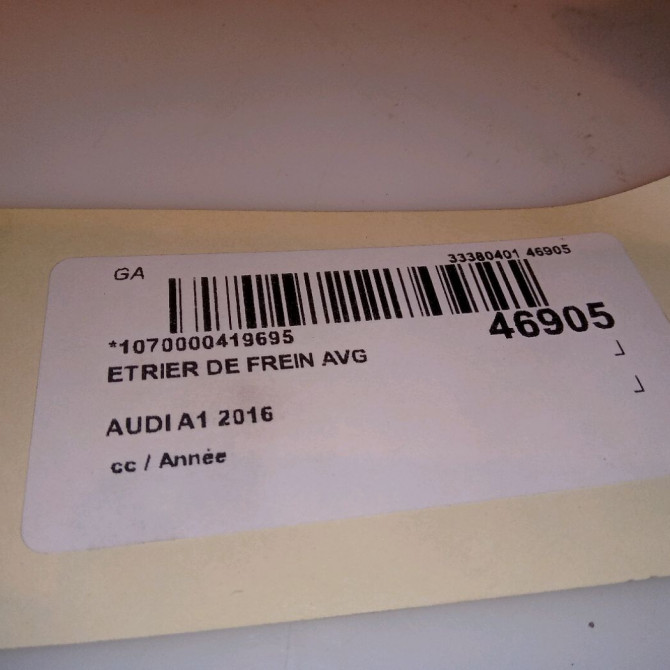 GA
33380401 46905
*1070000419695
46905
ETRIER DE FREIN AVG
AUDI A1 2016
cc / Année